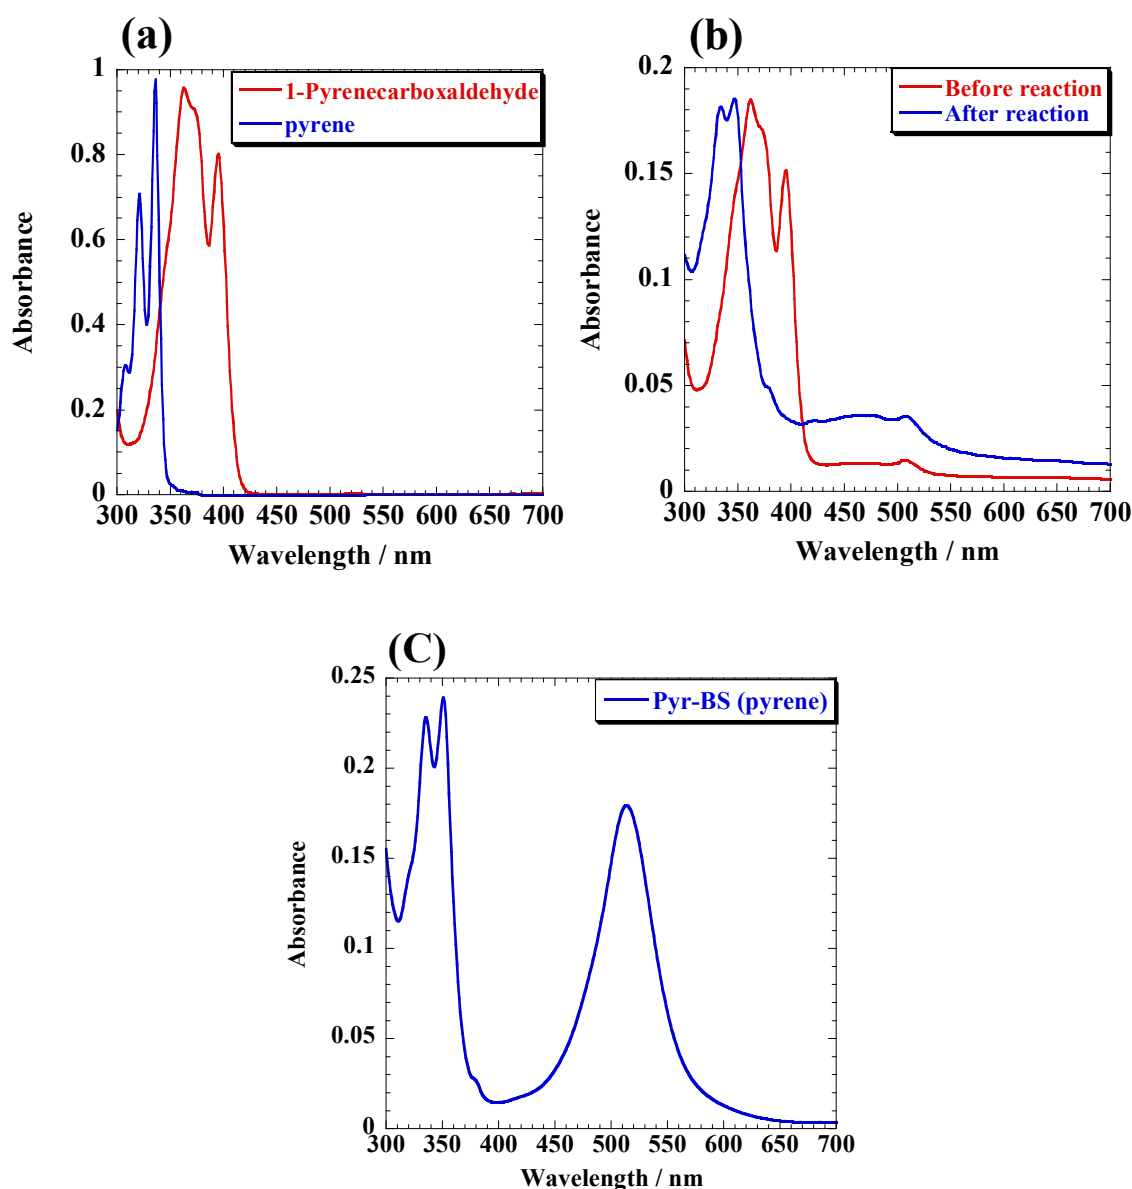 (a)
1-Pyrenecarboxaldehyde
pyrene
1
0.8
0.6
0.4
0.2
0
Absorbance
300 350 400 450 500 550 600 650 700
Wavelength / nm
(b)
Before reaction
After reaction
0.2
0.15
0.1
0.05
0
Absorbance
300 350 400 450 500 550 600 650 700
Wavelength / nm
(C)
Pyr-BS (pyrene)
0.25
0.2
0.15
0.1
0.05
0
Absorbance
300 350 400 450 500 550 600 650 700
Wavelength / nm